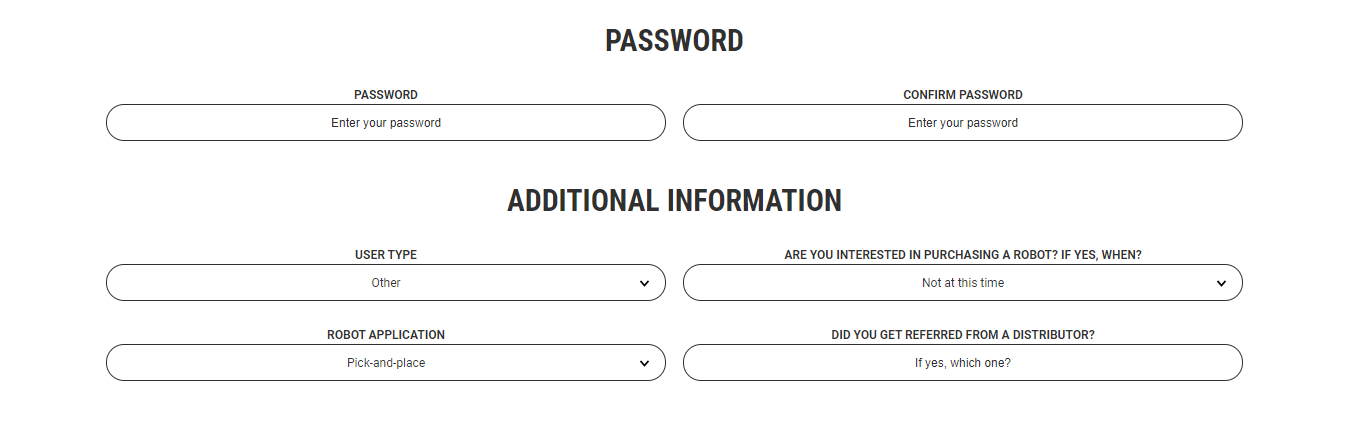 PASSWORD
PASSWORD
CONFIRM PASSWORD
Enter your password
Enter your password
ADDITIONAL INFORMATION
USER TYPE
ARE YOU INTERESTED IN PURCHASING A ROBOT? IF YES, WHEN?
Other
Not at this time
ROBOT APPLICATION
DID YOU GET REFERRED FROM A DISTRIBUTOR?
Pick-and-place
If yes, which one?